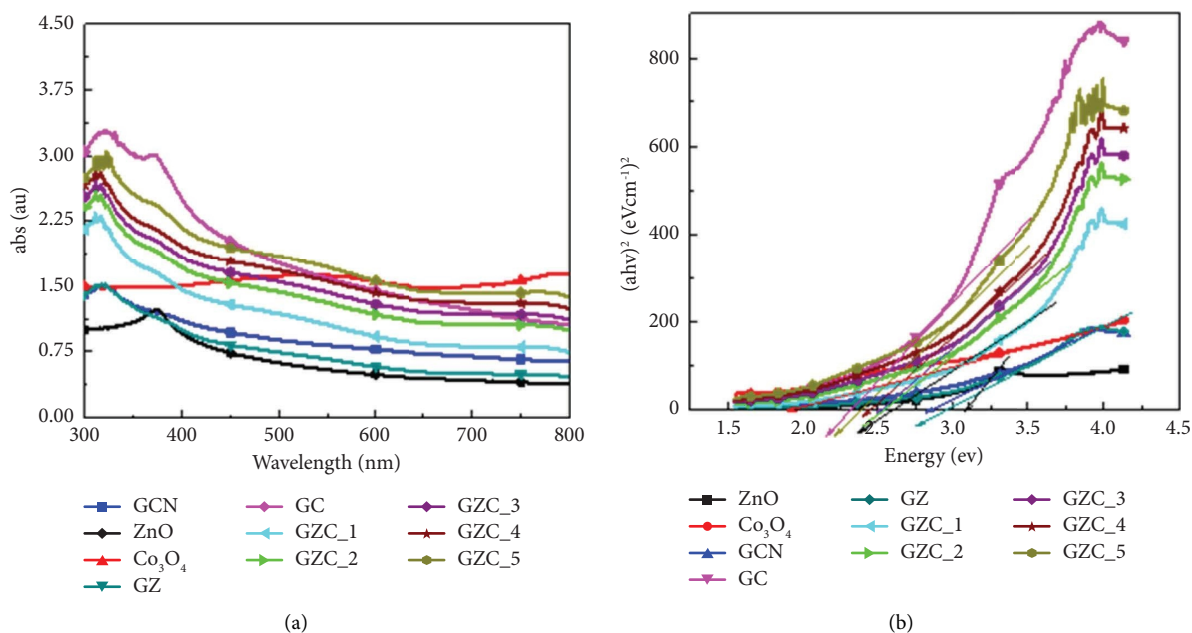 4.50
3.75
3.00
2.25
1.50
0.75
0.00
abs (au)
300 400 500 600 700 800
Wavelength (nm)
GCN
ZnO
Co₃O₄
GZ
GC
GZC_1
GZC_2
GZC_3
GZC_4
GZC_5
(a)
800
600
400
200
0
(ahv)² (eVcm⁻¹)²
1.5 2.0 2.5 3.0 3.5 4.0 4.5
Energy (ev)
ZnO
Co₃O₄
GCN
GC
GZ
GZC_1
GZC_2
GZC_3
GZC_4
GZC_5
(b)